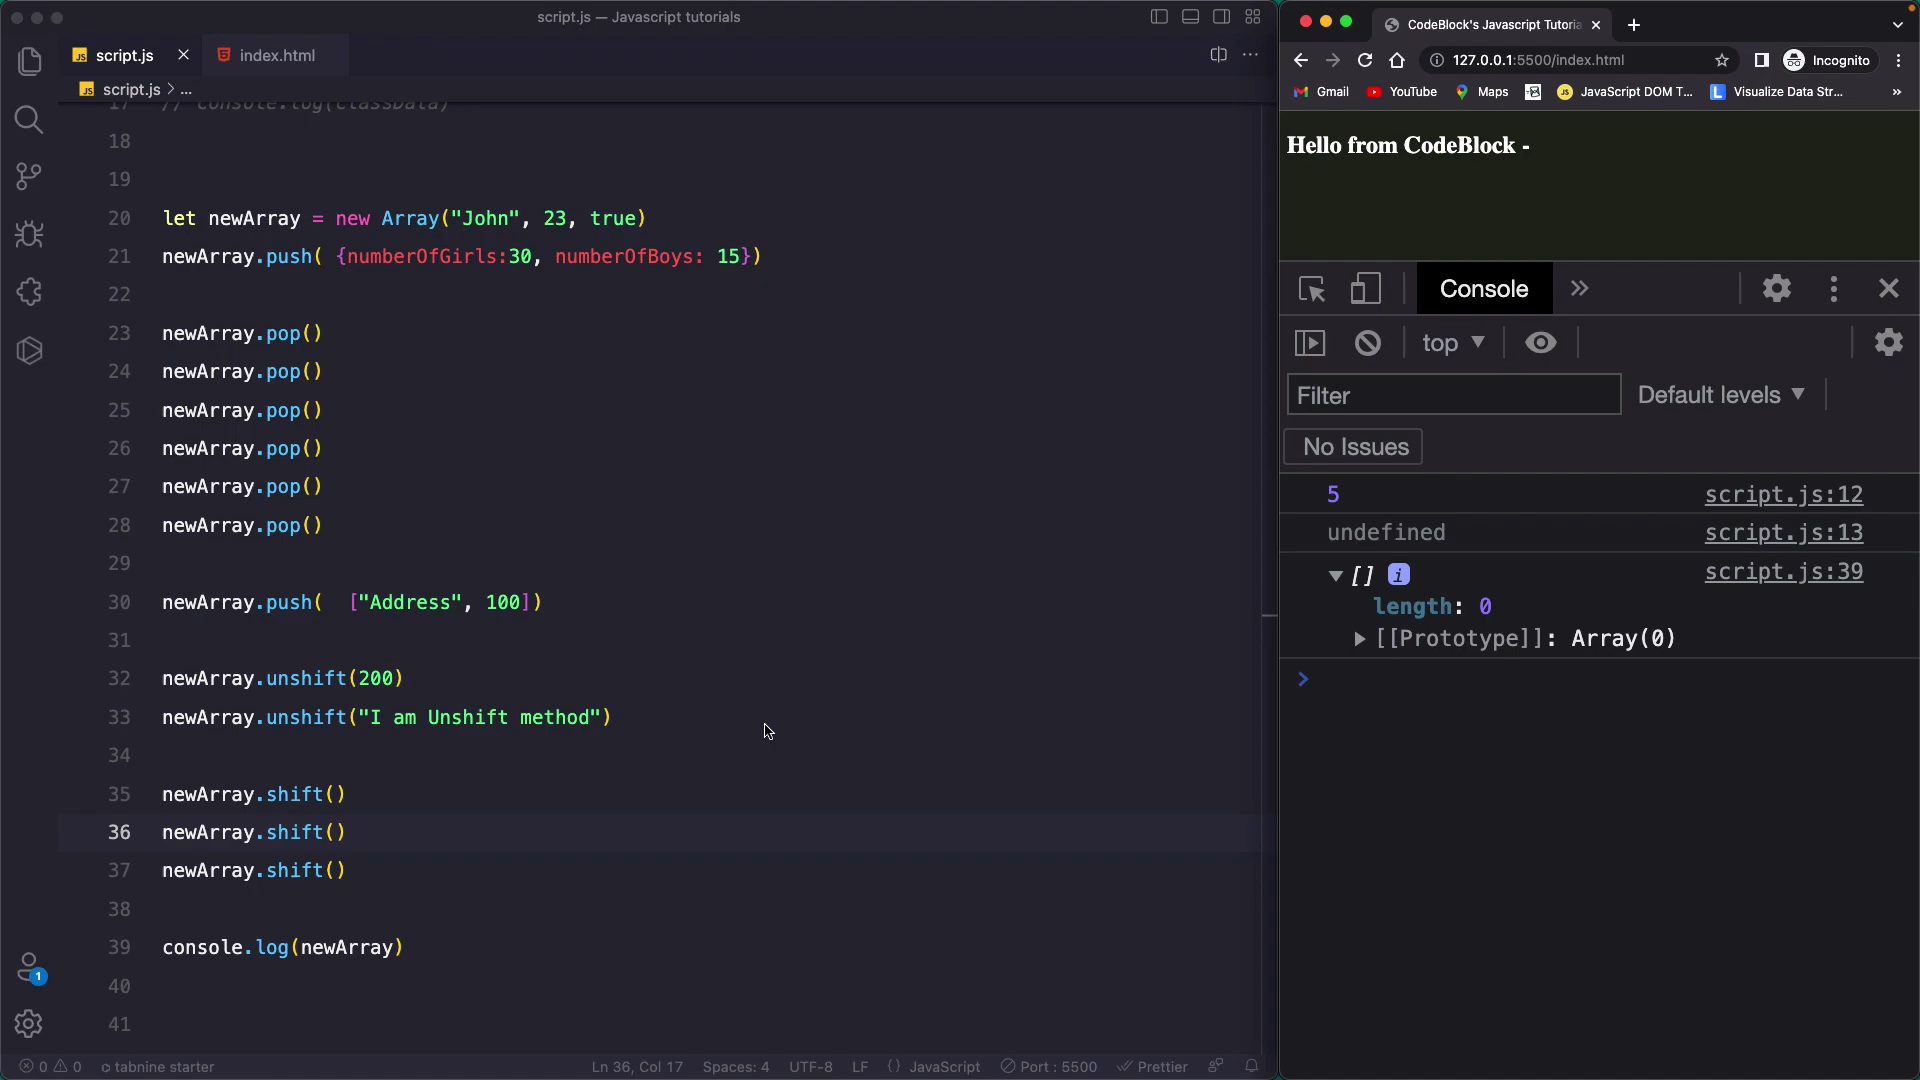 script.js — Javascript tutorials
script.js
index.html
script.js > ...
17 // console.log(classData)
18
19
20 let newArray = new Array("John", 23, true)
21 newArray.push( {numberOfGirls:30, numberOfBoys: 15})
22
23 newArray.pop()
24 newArray.pop()
25 newArray.pop()
26 newArray.pop()
27 newArray.pop()
28 newArray.pop()
29
30 newArray.push(  ["Address", 100])
31
32 newArray.unshift(200)
33 newArray.unshift("I am Unshift method")
34
35 newArray.shift()
36 newArray.shift()
37 newArray.shift()
38
39 console.log(newArray)
40
41
1
0 0 tabnine starter Ln 36, Col 17 Spaces: 4 UTF-8 LF {} JavaScript Port : 5500 Prettier
CodeBlock's Javascript Tutoria
127.0.0.1:5500/index.html
Incognito
Gmail YouTube Maps JavaScript DOM T... Visualize Data Str... »
Hello from CodeBlock -
Console »
top
Filter
Default levels
No Issues
5 script.js:12
undefined script.js:13
[] i script.js:39
length: 0
[[Prototype]]: Array(0)